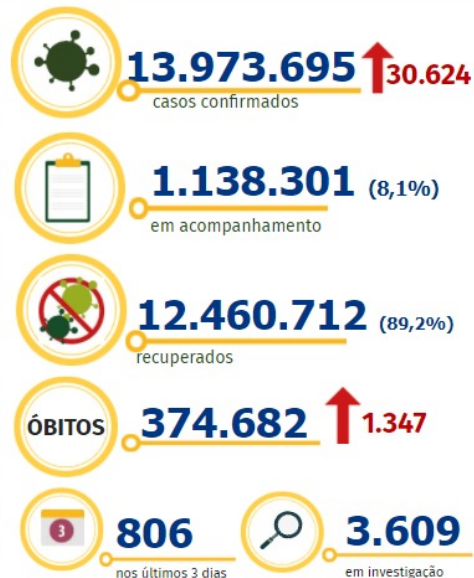 13.973.695 30.624
casos confirmados
1.138.301 (8,1%)
em acompanhamento
12.460.712 (89,2%)
recuperados
ÓBITOS 374.682 1.347
3 806
nos últimos 3 dias
3.609
em investigação